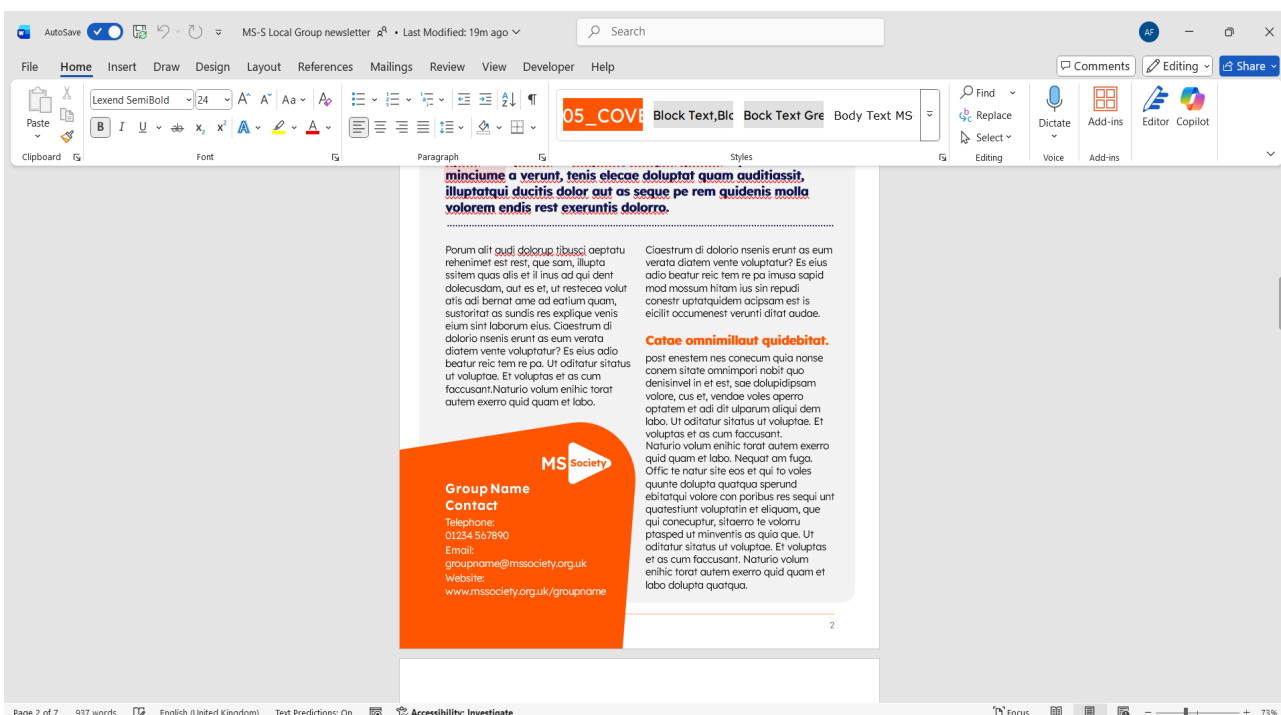 AutoSave
MS-S Local Group newsletter • Last Modified: 19m ago
Search
AF
File Home Insert Draw Design Layout References Mailings Review View Developer Help
Comments Editing Share
Paste
Clipboard
Lexend SemiBold 24
Font
Paragraph
05_COVE Block Text,Blo Bock Text Gre Body Text MS
Styles
Find
Replace
Select
Editing
Dictate
Voice
Add-ins
Add-ins
Editor Copilot
minciume a verunt, tenis elecae doluptat quam auditiassit,
illuptatqui ducitis dolor aut as seque pe rem quidenis molla
volorem endis rest exeruntis dolorro.
Porum alit qudi dolorup tibusci aeptatu
rehenimet est rest, que sam, illupta
ssitem quas alis et il inus ad qui dent
dolecusdam, aut es et, ut restecea volut
atis adi bernat ame ad eatium quam,
sustoritat as sundis res explique venis
eium sint laborum eius. Ciaestrum di
dolorio nsenis erunt as eum verata
diatem vente voluptatur? Es eius adio
beatur reic tem re pa. Ut oditatur sitatus
ut voluptae. Et voluptas et as cum
faccusant.Naturio volum enihic torat
autem exerro quid quam et labo.
Ciaestrum di dolorio nsenis erunt as eum
verata diatem vente voluptatur? Es eius
adio beatur reic tem re pa imusa sapid
mod mossum hitam ius sin repudi
conestr uptatquidem acipsam est is
eicilit occumenest verunti ditat audae.
Catae omnimillaut quidebitat.
post enestem nes conecum quia nonse
conem sitate omnimpori nobit quo
denisinvel in et est, sae dolupidipsam
volore, cus et, vendae voles aperro
optatem et adi dit ulparum aliqui dem
labo. Ut oditatur sitatus ut voluptae. Et
voluptas et as cum faccusant.
Naturio volum enihic torat autem exerro
quid quam et labo. Nequat am fuga.
Offic te natur site eos et qui to voles
quunte dolupta quatqua sperund
ebitatqui volore con poribus res sequi unt
quatestiunt voluptatin et eliquam, que
qui conecuptur, sitaerro te volorru
ptasped ut minventis as quia que. Ut
oditatur sitatus ut voluptae. Et voluptas
et as cum faccusant. Naturio volum
enihic torat autem exerro quid quam et
labo dolupta quatqua.
MS Society
Group Name
Contact
Telephone:
01234 567890
Email:
groupname@mssociety.org.uk
Website:
www.mssociety.org.uk/groupname
2
Page 2 of 7 937 words English (United Kingdom) Text Predictions: On Accessibility: Investigate Focus 73%